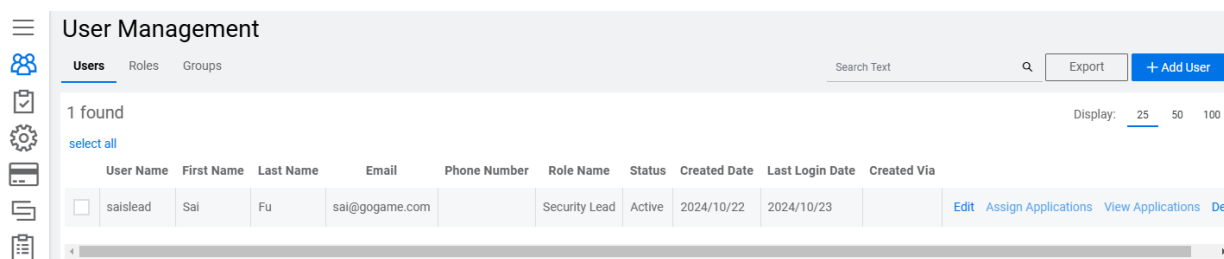 User Management
Users Roles Groups Search Text Export + Add User
1 found Display: 25 50 100
select all
User Name First Name Last Name Email Phone Number Role Name Status Created Date Last Login Date Created Via
saislead Sai Fu sai@gogame.com Security Lead Active 2024/10/22 2024/10/23 Edit Assign Applications View Applications De